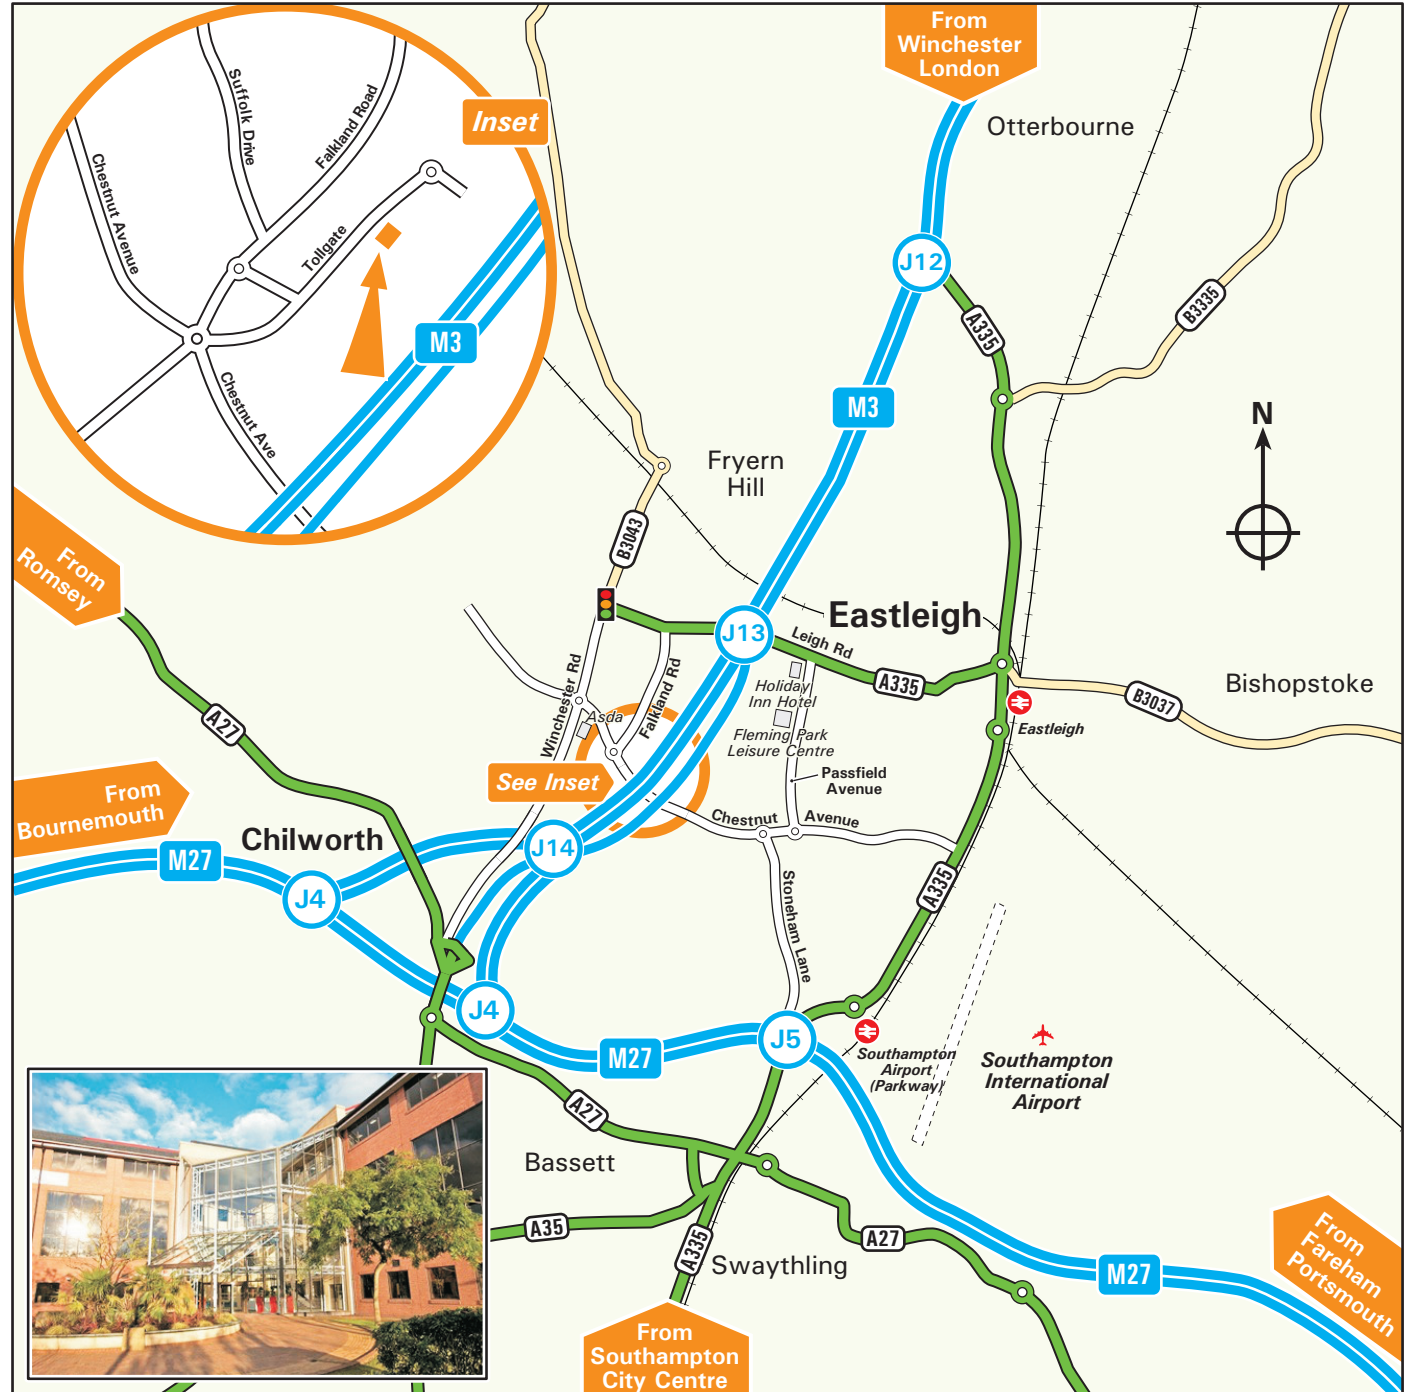 From
Winchester
London
Otterbourne
Inset
Suffolk Drive
Falkland Road
Chestnut Avenue
Tollgate
M3
Chestnut Ave
J12
A335
B3335
M3
N
Fryern
Hill
B3043
From
Romsey
Eastleigh
J13
Leigh Rd
A335
Bishopstoke
B3037
Eastleigh
Holiday
Inn Hotel
Fleming Park
Leisure Centre
Passfield
Avenue
Winchester Rd
Asda
Falkland Rd
See Inset
A27
From
Bournemouth
Chilworth
M27
J14
J4
Chestnut Avenue
A335
Stoneham Lane
J4
M27
J5
Southampton
Airport
(Parkway)
Southampton
International
Airport
A27
Bassett
A35
A335
Swaythling
A27
M27
From
Fareham
Portsmouth
From
Southampton
City Centre